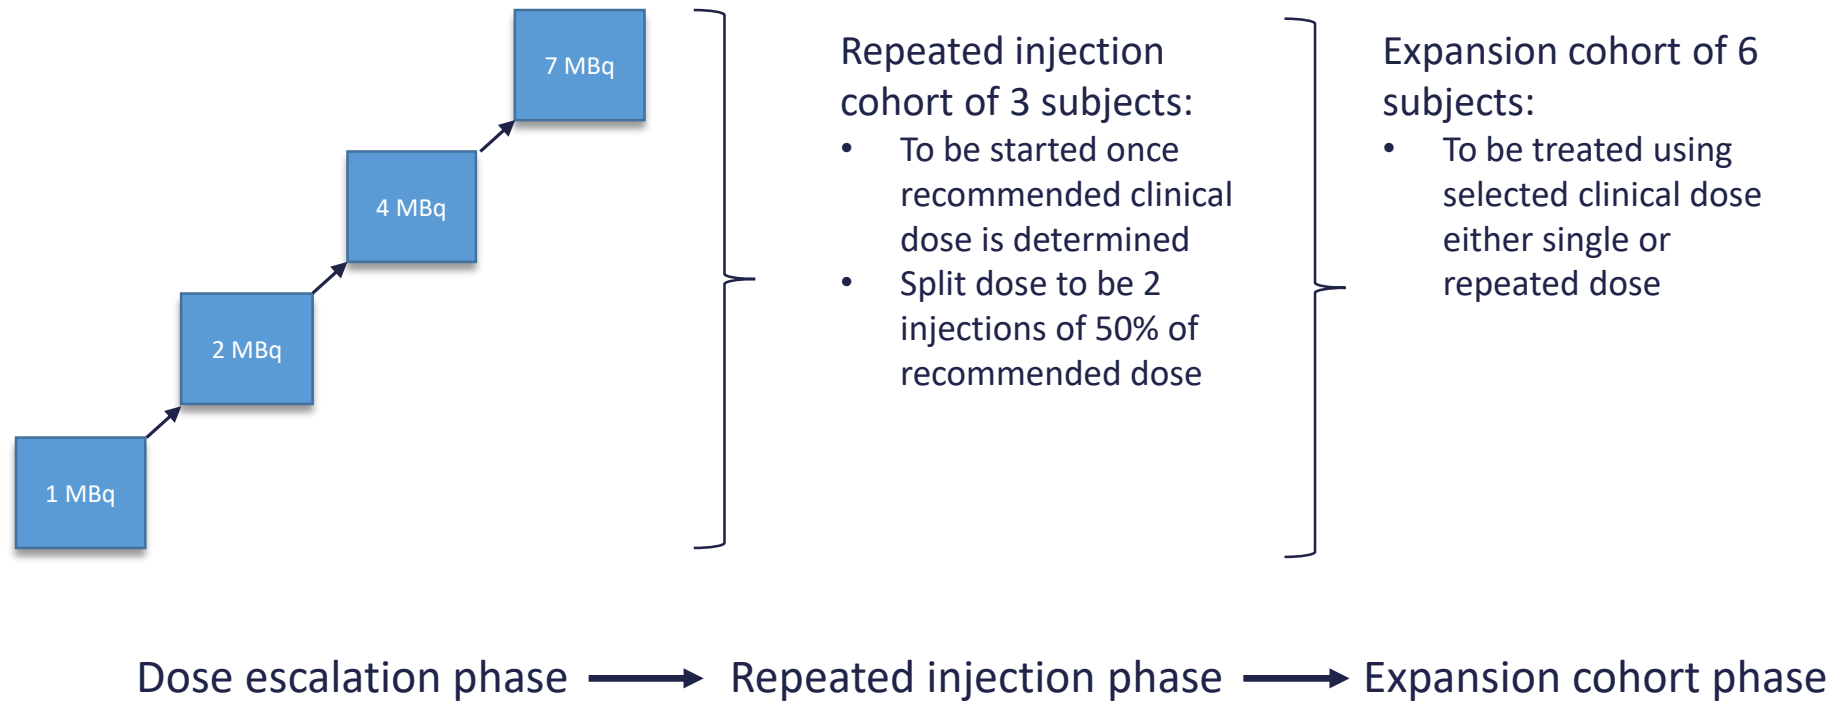 7 MBq
4 MBq
2 MBq
1 MBq
Repeated injection
cohort of 3 subjects:
• To be started once
recommended clinical
dose is determined
• Split dose to be 2
injections of 50% of
recommended dose
Expansion cohort of 6
subjects:
• To be treated using
selected clinical dose
either single or
repeated dose
Dose escalation phase
Repeated injection phase
Expansion cohort phase